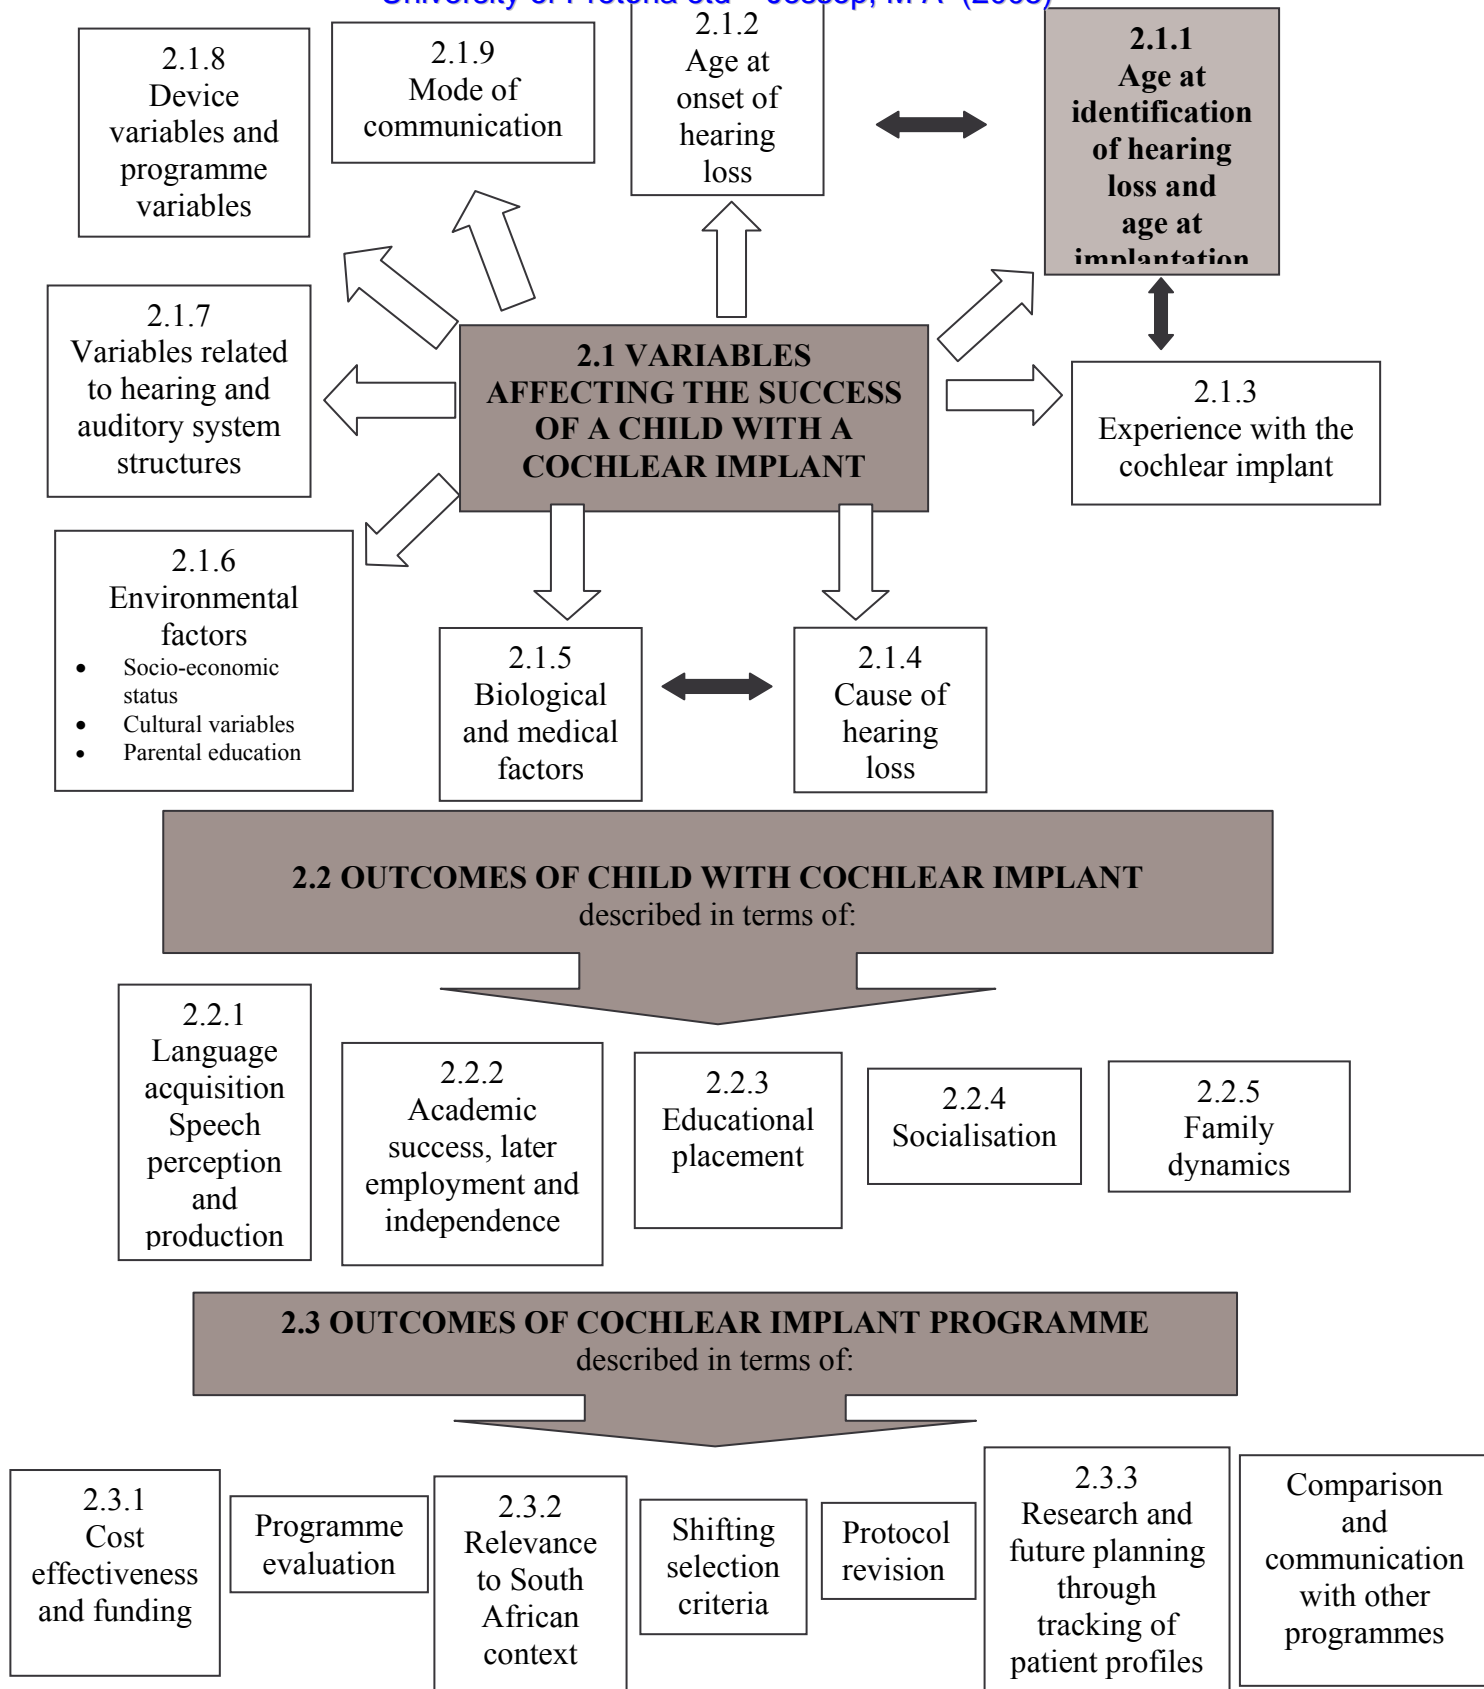 2.1.8
Device
variables and
programme
variables
2.1.9
Mode of
communication
2.1.2
Age at
onset of
hearing
loss
2.1.1
Age at
identification
of hearing
loss and
age at
implantation
2.1.7
Variables related
to hearing and
auditory system
structures
2.1 VARIABLES
AFFECTING THE SUCCESS
OF A CHILD WITH A
COCHLEAR IMPLANT
2.1.3
Experience with the
cochlear implant
2.1.6
Environmental
factors
• Socio-economic
status
• Cultural variables
• Parental education
2.1.5
Biological
and medical
factors
2.1.4
Cause of
hearing
loss
2.2 OUTCOMES OF CHILD WITH COCHLEAR IMPLANT
described in terms of:
2.2.1
Language
acquisition
Speech
perception
and
production
2.2.2
Academic
success, later
employment and
independence
2.2.3
Educational
placement
2.2.4
Socialisation
2.2.5
Family
dynamics
2.3 OUTCOMES OF COCHLEAR IMPLANT PROGRAMME
described in terms of:
2.3.1
Cost
effectiveness
and funding
Programme
evaluation
2.3.2
Relevance
to South
African
context
Shifting
selection
criteria
Protocol
revision
2.3.3
Research and
future planning
through
tracking of
patient profiles
Comparison
and
communication
with other
programmes